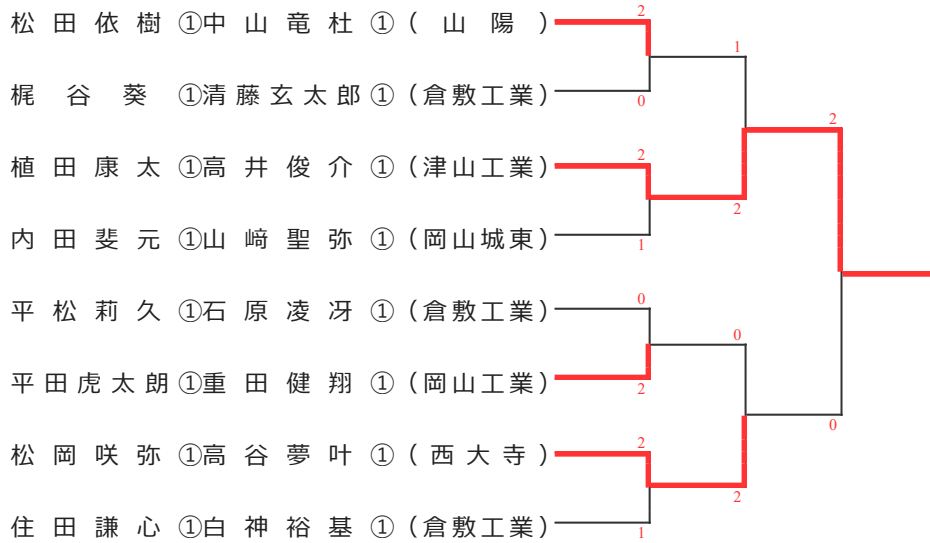 松田依樹 ①中山竜杜 ① ( 山陽 ) 2
1
梶谷葵 ①清藤玄太郎 ① (倉敷工業) 0
2
植田康太 ①高井俊介 ① (津山工業) 2
2
内田斐元 ①山﨑聖弥 ① (岡山城東) 1
平松莉久 ①石原凌冴 ① (倉敷工業) 0
0
平田虎太朗 ①重田健翔 ① (岡山工業) 2
0
松岡咲弥 ①高谷夢叶 ① ( 西大寺 ) 2
2
住田謙心 ①白神裕基 ① (倉敷工業) 1